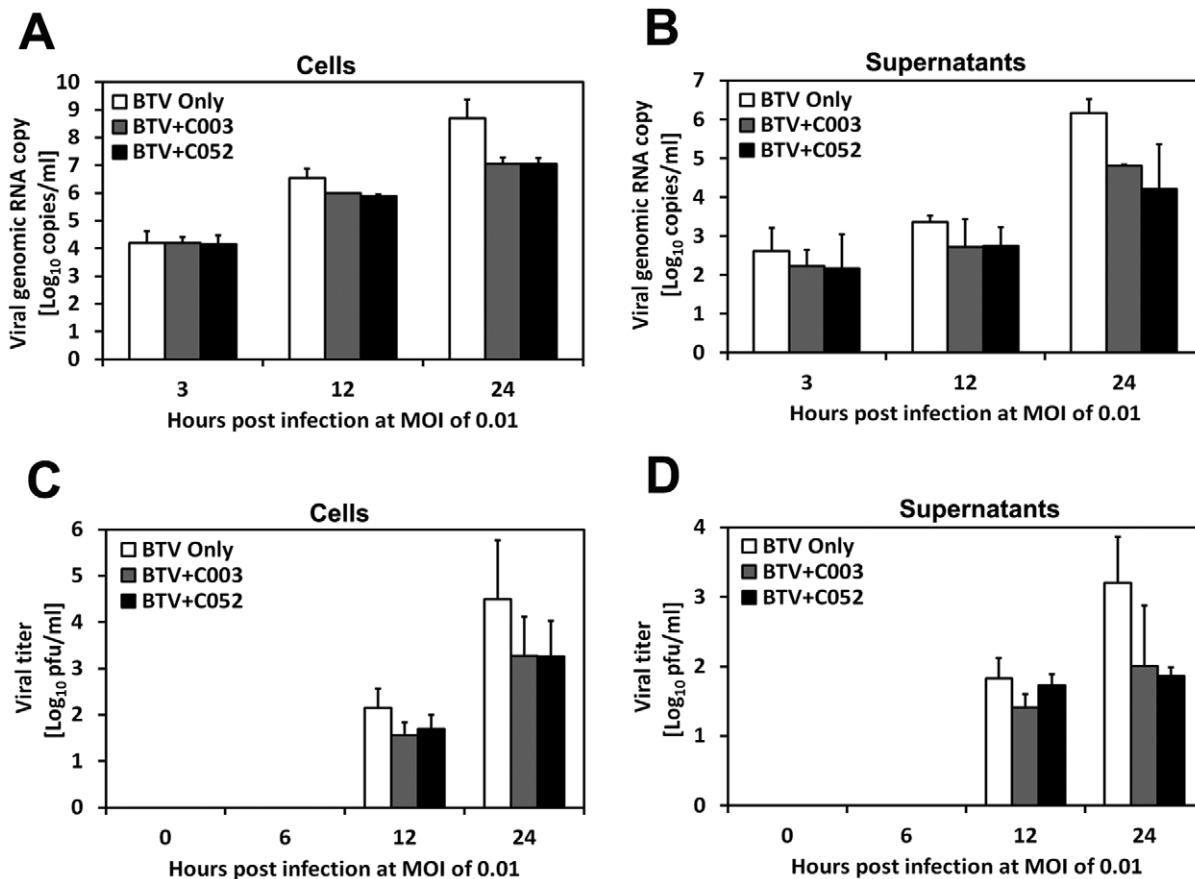 A
Cells
Viral genomic RNA copy
[Log₁₀ copies/ml]
10
9
8
7
6
5
4
3
2
1
0
BTV Only
BTV+C003
BTV+C052
3 12 24
Hours post infection at MOI of 0.01
B
Supernatants
Viral genomic RNA copy
[Log₁₀ copies/ml]
7
6
5
4
3
2
1
0
BTV Only
BTV+C003
BTV+C052
3 12 24
Hours post infection at MOI of 0.01
C
Cells
Viral titer
[Log₁₀ pfu/ml]
6
5
4
3
2
1
0
BTV Only
BTV+C003
BTV+C052
0 6 12 24
Hours post infection at MOI of 0.01
D
Supernatants
Viral titer
[Log₁₀ pfu/ml]
4
3
2
1
0
BTV Only
BTV+C003
BTV+C052
0 6 12 24
Hours post infection at MOI of 0.01